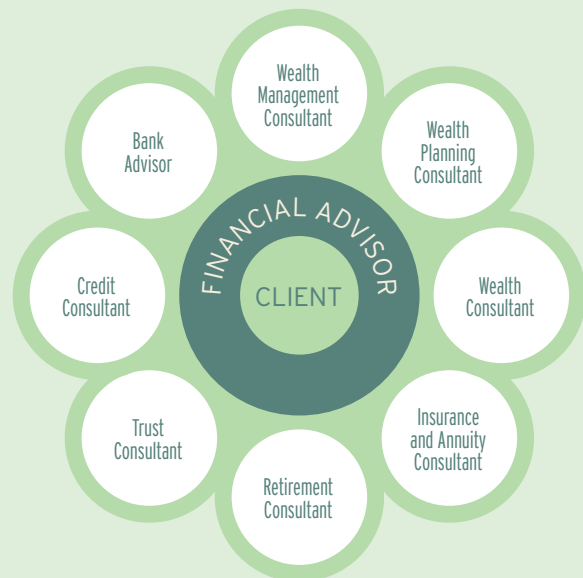 Wealth
Management
Consultant
Wealth
Planning
Consultant
Wealth
Consultant
Insurance
and Annuity
Consultant
Retirement
Consultant
Trust
Consultant
Credit
Consultant
Bank
Advisor
FINANCIAL ADVISOR
CLIENT